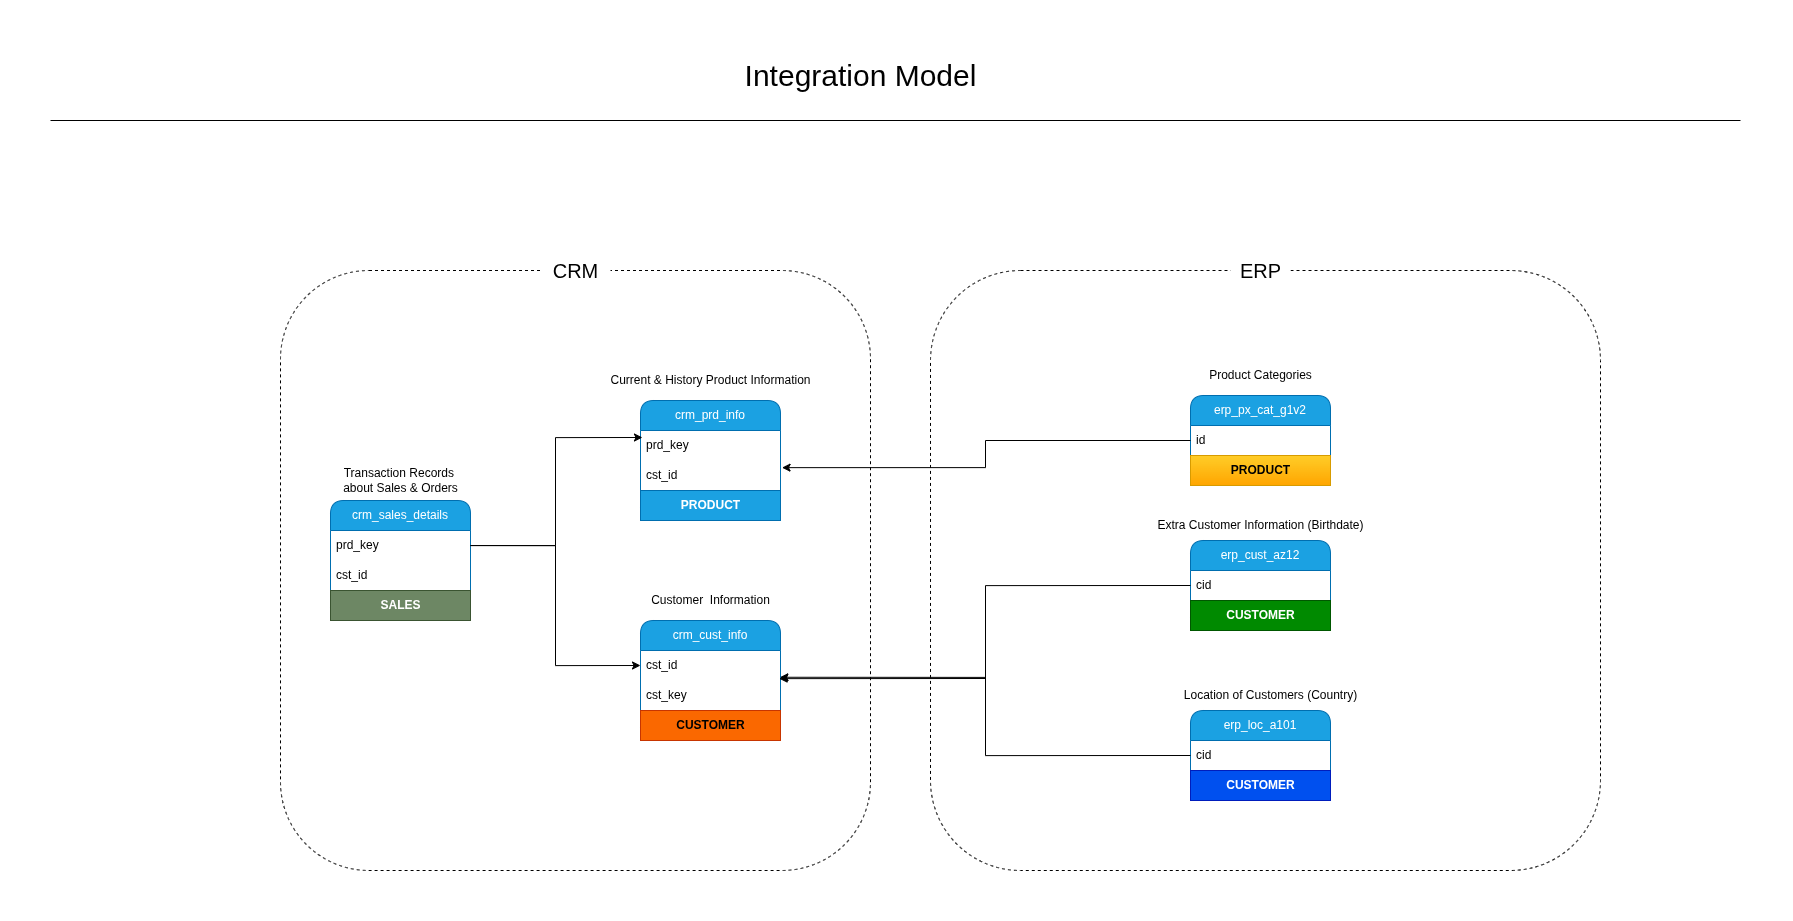 Integration Model
CRM
ERP
Current & History Product Information
crm_prd_info
prd_key
cst_id
PRODUCT
Transaction Records
about Sales & Orders
crm_sales_details
prd_key
cst_id
SALES
Customer  Information
crm_cust_info
cst_id
cst_key
CUSTOMER
Product Categories
erp_px_cat_g1v2
id
PRODUCT
Extra Customer Information (Birthdate)
erp_cust_az12
cid
CUSTOMER
Location of Customers (Country)
erp_loc_a101
cid
CUSTOMER